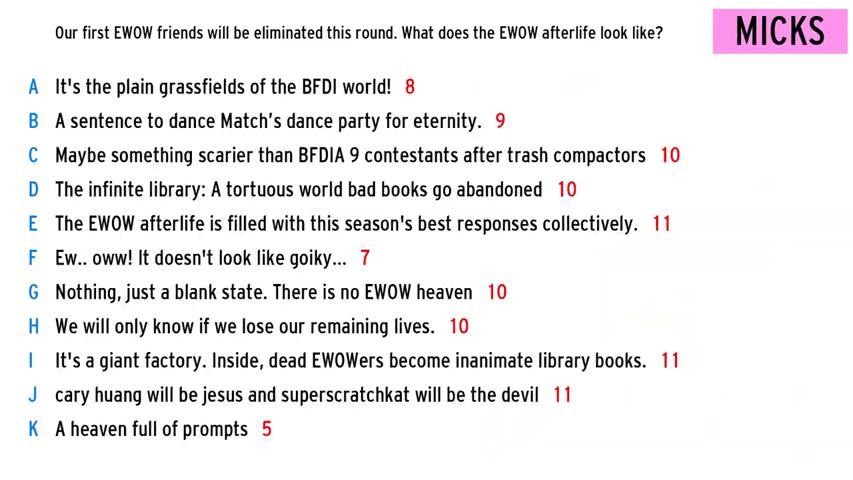 Our first EWOW friends will be eliminated this round. What does the EWOW afterlife look like?
MICKS
A It's the plain grassfields of the BFDI world! 8
B A sentence to dance Match's dance party for eternity. 9
C Maybe something scarier than BFDIA 9 contestants after trash compactors 10
D The infinite library: A tortuous world bad books go abandoned 10
E The EWOW afterlife is filled with this season's best responses collectively. 11
F Ew.. oww! It doesn't look like goiky... 7
G Nothing, just a blank state. There is no EWOW heaven 10
H We will only know if we lose our remaining lives. 10
I It's a giant factory. Inside, dead EWOWers become inanimate library books. 11
J cary huang will be jesus and superscratchkat will be the devil 11
K A heaven full of prompts 5